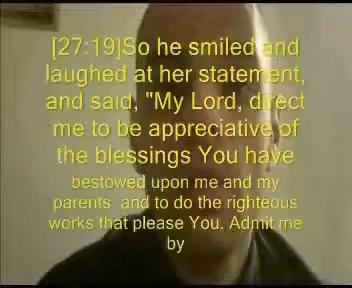 [27:19]So he smiled and
laughed at her statement,
and said, "My Lord, direct
me to be appreciative of
the blessings You have
bestowed upon me and my
parents and to do the righteous
works that please You. Admit me
by